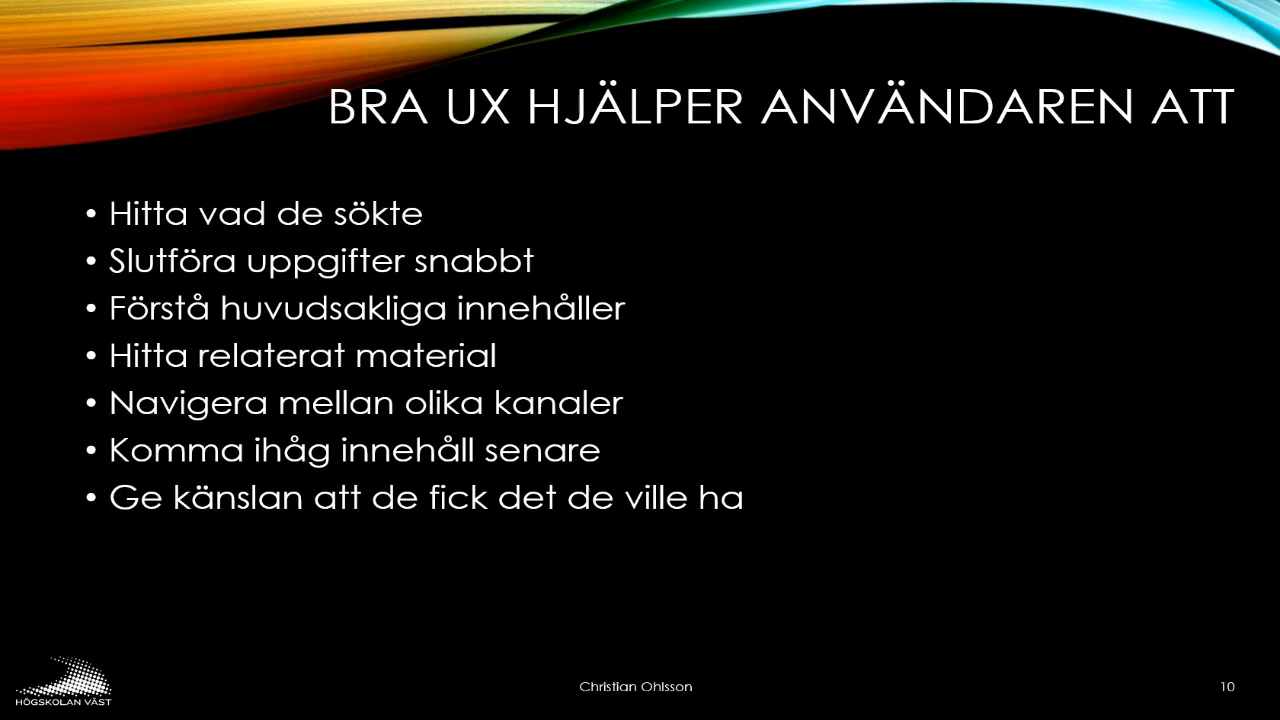 BRA UX HJÄLPER ANVÄNDAREN ATT
• Hitta vad de sökte
• Slutföra uppgifter snabbt
• Förstå huvudsakliga innehåller
• Hitta relaterat material
• Navigera mellan olika kanaler
• Komma ihåg innehåll senare
• Ge känslan att de fick det de ville ha
HÖGSKOLAN VÄST
Christian Ohlsson
10